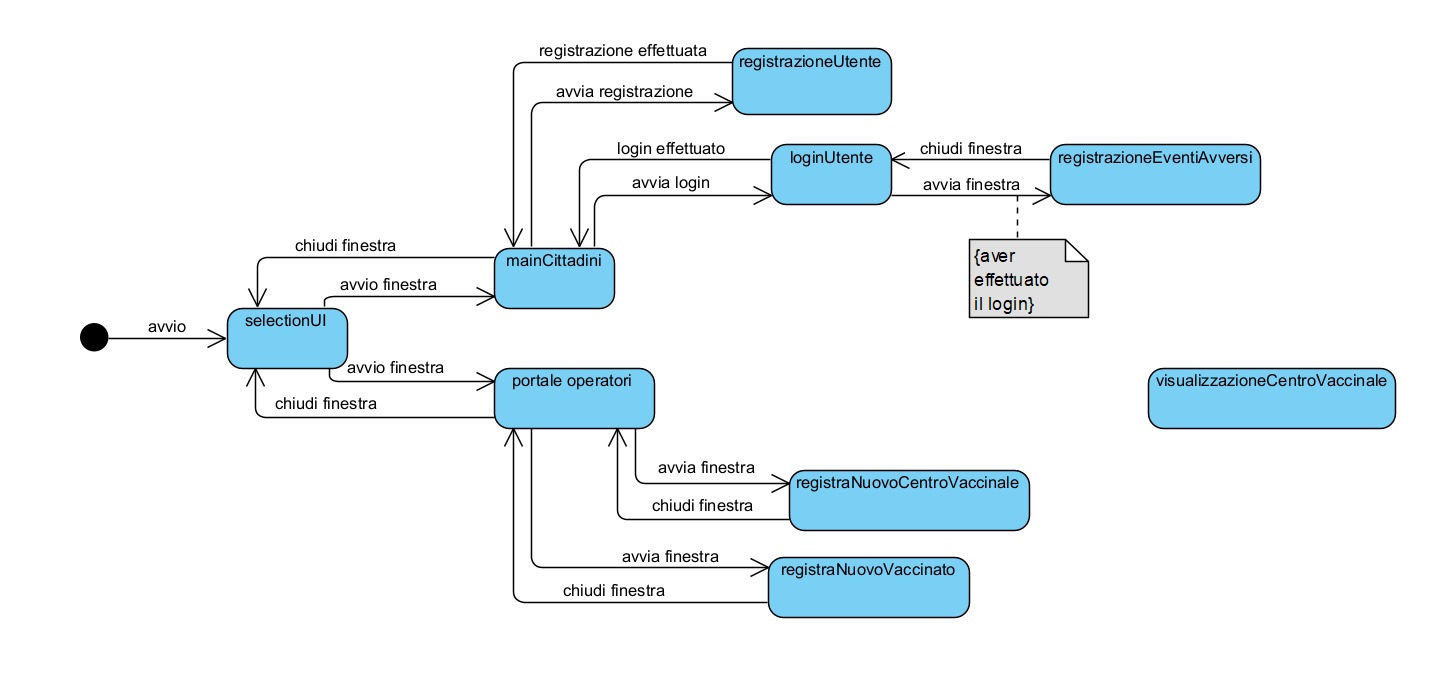 registrazione effettuata
registrazioneUtente
avvia registrazione
login effettuato
loginUtente
chiudi finestra
registrazioneEventiAvversi
avvia login
avvia finestra
chiudi finestra
mainCittadini
{aver
effettuato
il login}
avvio finestra
avvio
selectionUI
avvio finestra
portale operatori
visualizzazioneCentroVaccinale
chiudi finestra
avvia finestra
registraNuovoCentroVaccinale
chiudi finestra
avvia finestra
registraNuovoVaccinato
chiudi finestra